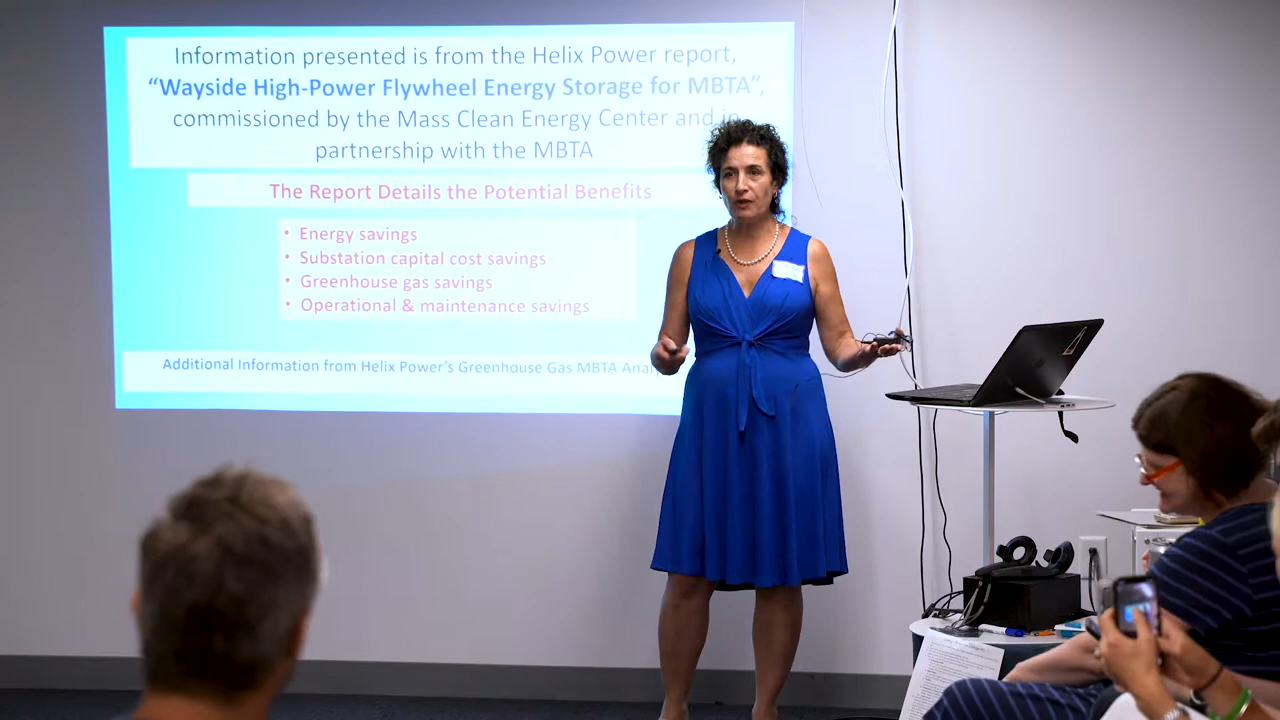 Information presented is from the Helix Power report,
“Wayside High-Power Flywheel Energy Storage for MBTA”,
commissioned by the Mass Clean Energy Center and in
partnership with the MBTA
The Report Details the Potential Benefits
• Energy savings
• Substation capital cost savings
• Greenhouse gas savings
• Operational & maintenance savings
Additional Information from Helix Power’s Greenhouse Gas MBTA